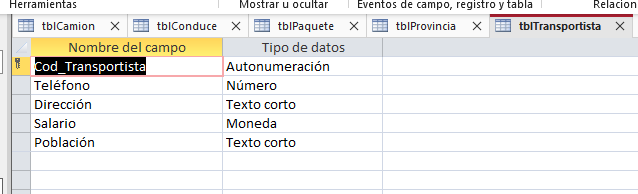 Herramientas Mostrar u ocultar Eventos de campo, registro y tabla Relacion
tblCamion tblConduce tblPaquete tblProvincia tblTransportista
Nombre del campo Tipo de datos
Cod_Transportista Autonumeración
Teléfono Número
Dirección Texto corto
Salario Moneda
Población Texto corto